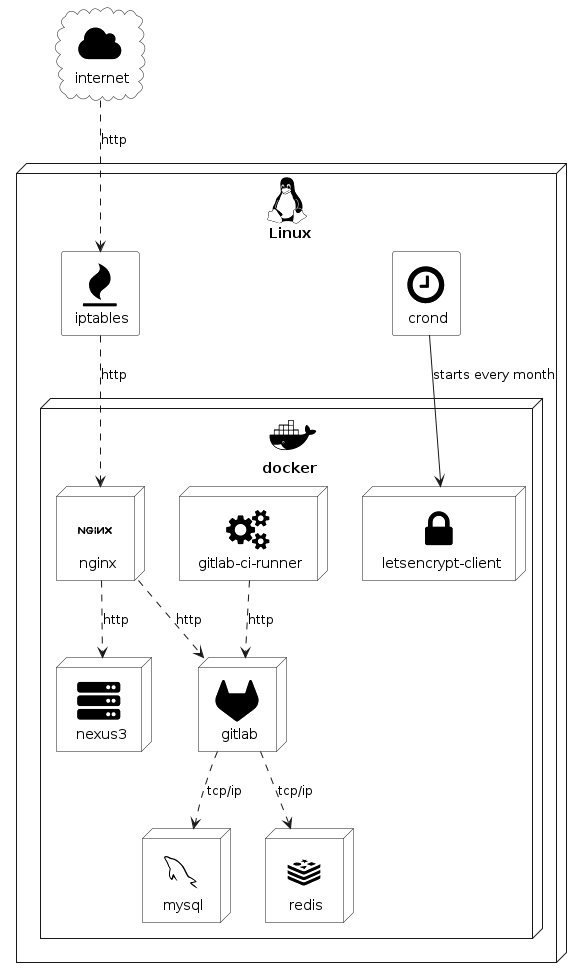 internet
http
Linux
iptables
crond
http
starts every month
docker
NGINX
nginx
gitlab-ci-runner
letsencrypt-client
http
http
http
nexus3
gitlab
tcp/ip
tcp/ip
mysql
redis